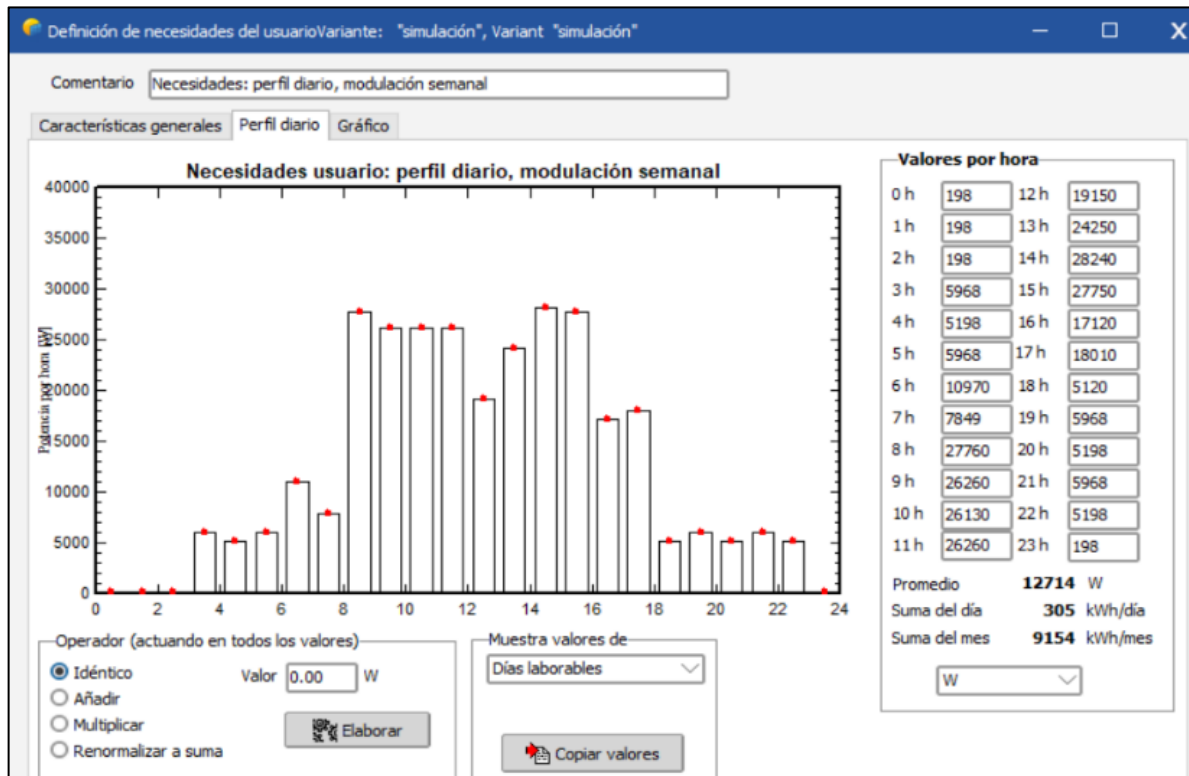 Definición de necesidades del usuarioVariante: "simulación", Variant "simulación"
Comentario Necesidades: perfil diario, modulación semanal
Características generales Perfil diario Gráfico
Necesidades usuario: perfil diario, modulación semanal
Potencia por hora [W]
40000
35000
30000
25000
20000
15000
10000
5000
0
0 2 4 6 8 10 12 14 16 18 20 22 24
Valores por hora
0 h 198 12 h 19150
1 h 198 13 h 24250
2 h 198 14 h 28240
3 h 5968 15 h 27750
4 h 5198 16 h 17120
5 h 5968 17 h 18010
6 h 10970 18 h 5120
7 h 7849 19 h 5968
8 h 27760 20 h 5198
9 h 26260 21 h 5968
10 h 26130 22 h 5198
11 h 26260 23 h 198
Promedio 12714 W
Suma del día 305 kWh/día
Suma del mes 9154 kWh/mes
W
Operador (actuando en todos los valores)
Idéntico Valor 0.00 W
Añadir
Multiplicar
Renormalizar a suma
Elaborar
Muestra valores de
Días laborables
Copiar valores